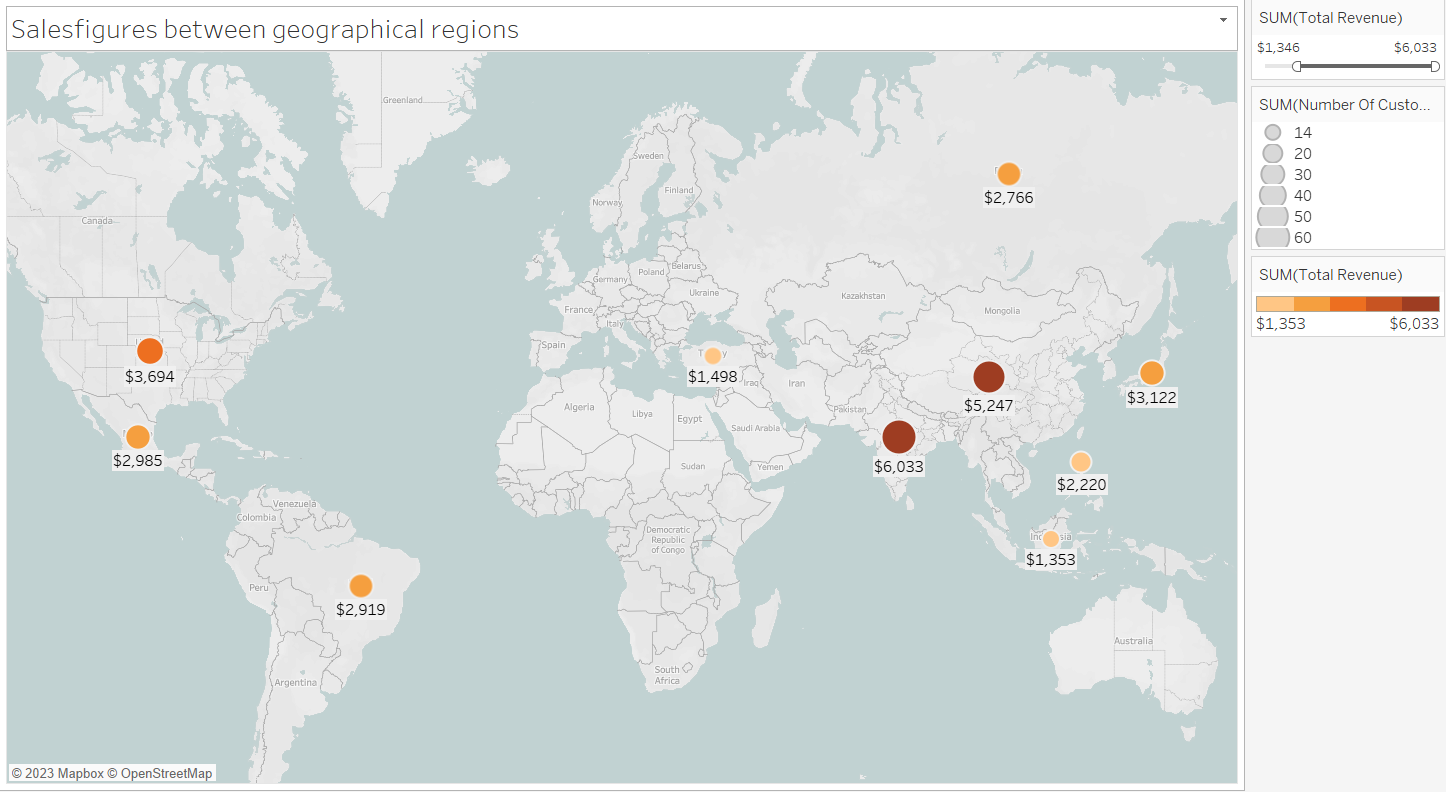 Salesfigures between geographical regions
Greenland
Sweden
Finland
Norway
$2,766
Canada
Belarus
Poland
Germany
Ukraine
France
Kazakhstan
Mongolia
Italy
Spain
$3,694
$1,498
Iraq
Iran
$5,247
$3,122
Algeria
Libya
Egypt
Pakistan
Saudi Arabia
$2,985
$6,033
Sudan
Yemen
$2,220
Venezuela
Colombia
Democratic
Republic
of Congo
$1,353
Peru
$2,919
Australia
South
Africa
Argentina
© 2023 Mapbox © OpenStreetMap
SUM(Total Revenue)
$1,346 $6,033
SUM(Number Of Custo...
14
20
30
40
50
60
SUM(Total Revenue)
$1,353 $6,033